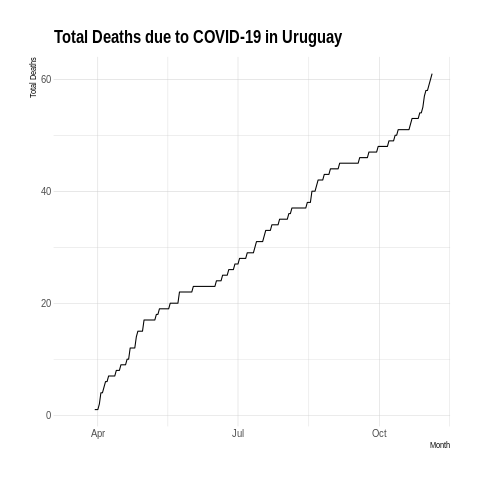 Total Deaths due to COVID-19 in Uruguay
Total Deaths
60
40
20
0
Apr
Jul
Oct
Month